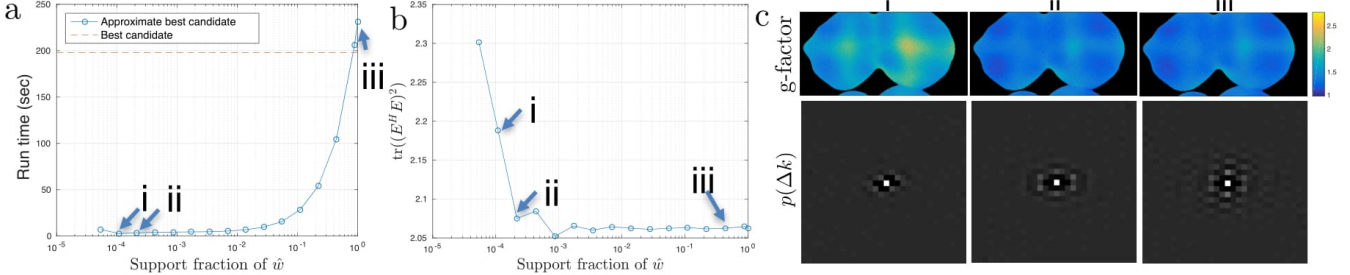 a
Approximate best candidate
Best candidate
Run time (sec)
250
200
150
100
50
0
i
ii
iii
10^-5
10^-4
10^-3
10^-2
10^-1
10^0
Support fraction of ŵ
b
tr((E^H E)^2)
2.35
2.3
2.25
2.2
2.15
2.1
2.05
i
ii
iii
10^-5
10^-4
10^-3
10^-2
10^-1
10^0
Support fraction of ŵ
c
i
ii
iii
g-factor
2.5
2
1.5
1
p(Δk)